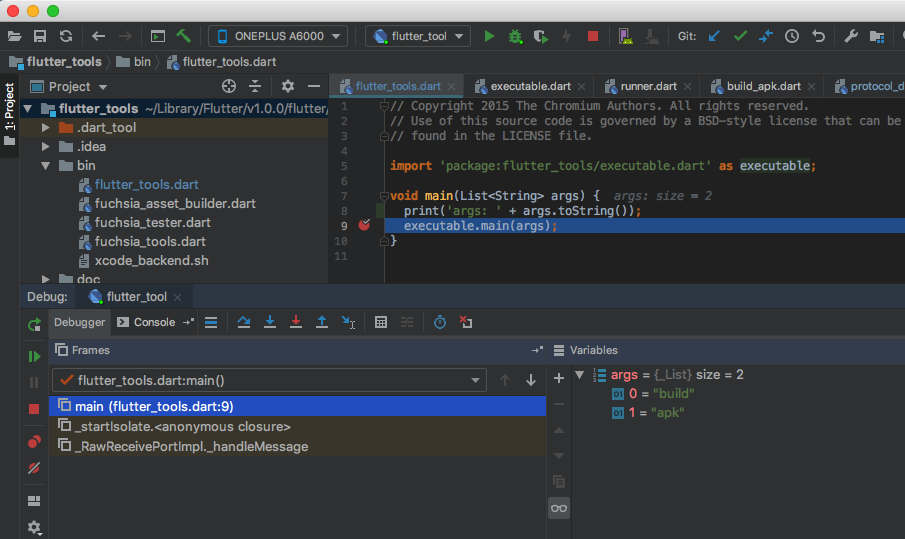 ONEPLUS A6000
flutter_tool
Git:
flutter_tools
bin
flutter_tools.dart
1: Project
Project
flutter_tools ~/Library/Flutter/v1.0.0/flutter/
.dart_tool
.idea
bin
flutter_tools.dart
fuchsia_asset_builder.dart
fuchsia_tester.dart
fuchsia_tools.dart
xcode_backend.sh
doc
flutter_tools.dart
executable.dart
runner.dart
build_apk.dart
protocol_d
1 // Copyright 2015 The Chromium Authors. All rights reserved.
2 // Use of this source code is governed by a BSD-style license that can be
3 // found in the LICENSE file.
4
5 import 'package:flutter_tools/executable.dart' as executable;
6
7 void main(List<String> args) { args: size = 2
8 print('args: ' + args.toString());
9 executable.main(args);
10 }
11
Debug:
flutter_tool
Debugger
Console
Frames
flutter_tools.dart:main()
main (flutter_tools.dart:9)
_startIsolate.<anonymous closure>
_RawReceivePortImpl._handleMessage
Variables
args = {_List} size = 2
01 0 = "build"
01 1 = "apk"